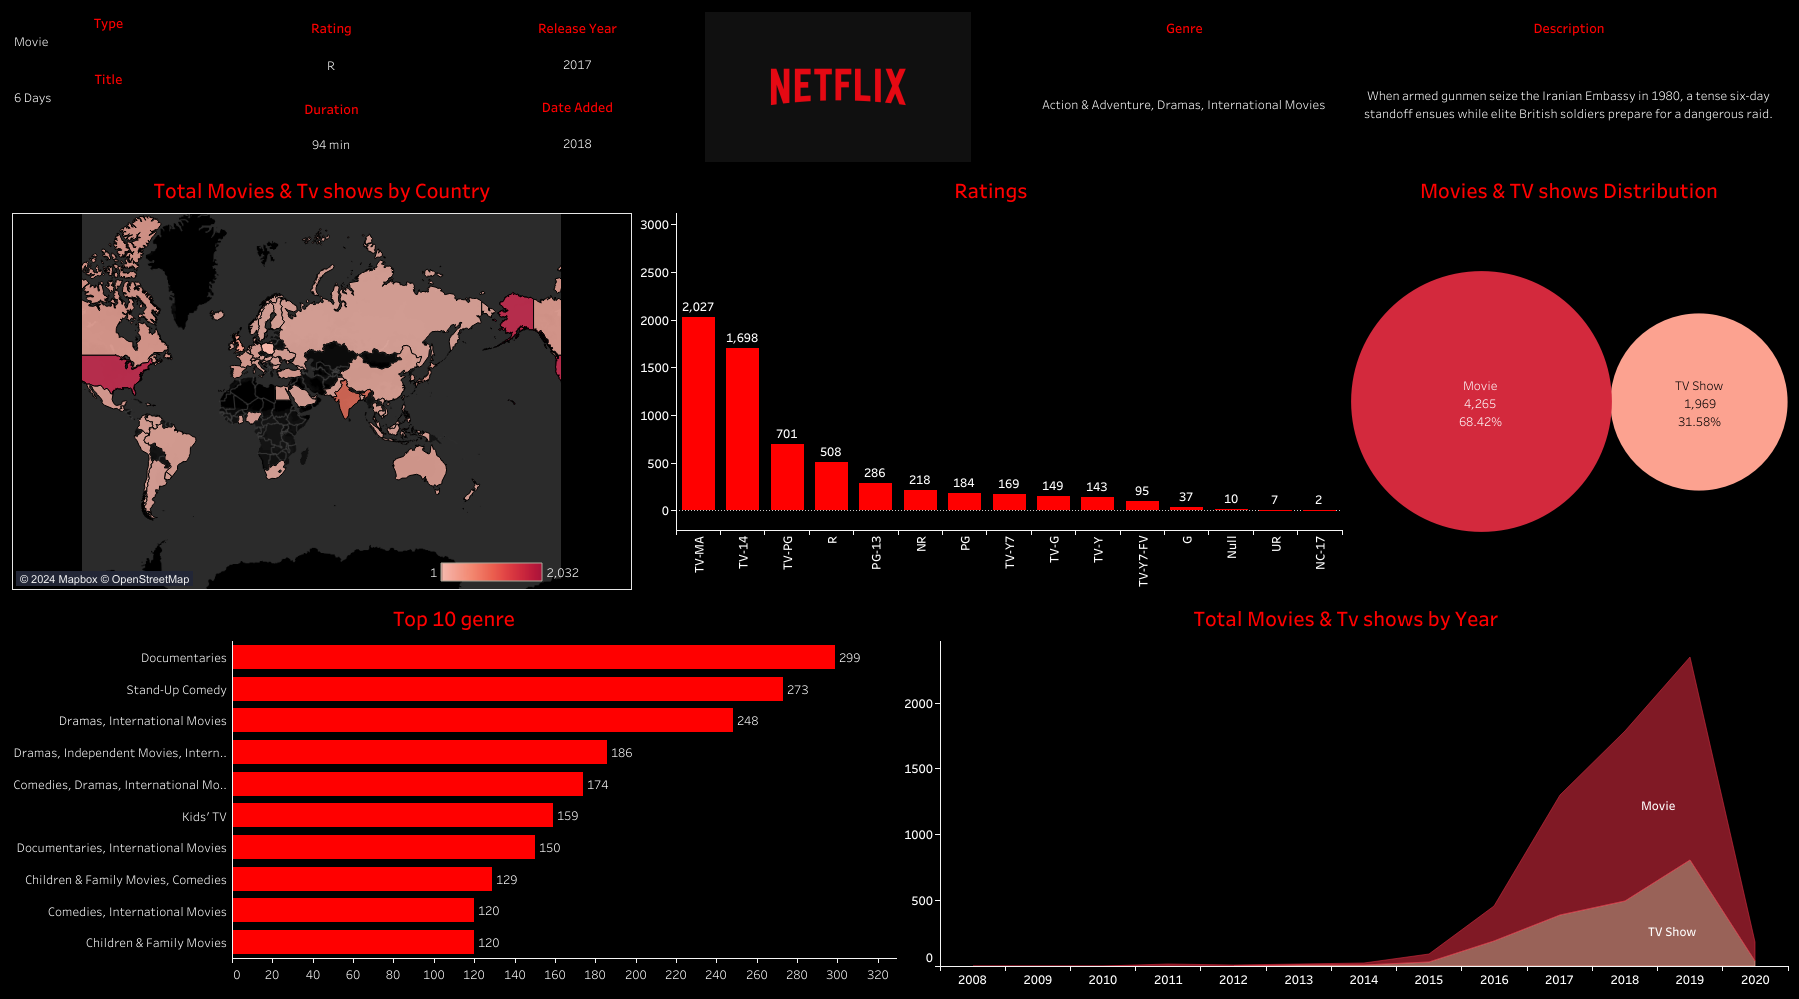 Type
Movie
Title
6 Days
Rating
R
Duration
94 min
Release Year
2017
Date Added
2018
NETFLIX
Genre
Action & Adventure, Dramas, International Movies
Description
When armed gunmen seize the Iranian Embassy in 1980, a tense six-day
standoff ensues while elite British soldiers prepare for a dangerous raid.
Total Movies & Tv shows by Country
© 2024 Mapbox © OpenStreetMap
1
2,032
Ratings
3000
2500
2000
1500
1000
500
0
2,027
1,698
701
508
286
218
184
169
149
143
95
37
10
7
2
TV-MA
TV-14
TV-PG
R
PG-13
NR
PG
TV-Y7
TV-G
TV-Y
TV-Y7-FV
G
Null
UR
NC-17
Movies & TV shows Distribution
Movie
4,265
68.42%
TV Show
1,969
31.58%
Top 10 genre
Documentaries
299
Stand-Up Comedy
273
Dramas, International Movies
248
Dramas, Independent Movies, Intern..
186
Comedies, Dramas, International Mo..
174
Kids' TV
159
Documentaries, International Movies
150
Children & Family Movies, Comedies
129
Comedies, International Movies
120
Children & Family Movies
120
0 20 40 60 80 100 120 140 160 180 200 220 240 260 280 300 320
Total Movies & Tv shows by Year
2000
1500
1000
500
0
Movie
TV Show
2008 2009 2010 2011 2012 2013 2014 2015 2016 2017 2018 2019 2020